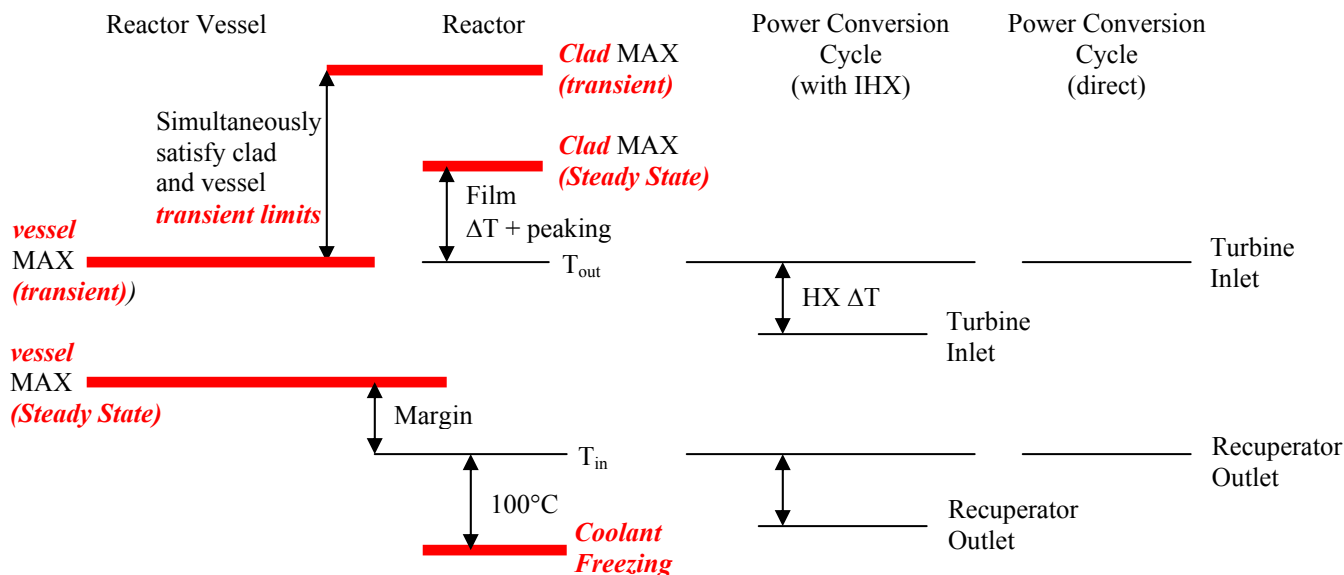 Reactor Vessel
Reactor
Power Conversion
Cycle
(with IHX)
Power Conversion
Cycle
(direct)
Clad MAX
(transient)
Simultaneously
satisfy clad
and vessel
transient limits
Clad MAX
(Steady State)
Film
ΔT + peaking
vessel
MAX
(transient))
Tout
Turbine
Inlet
HX ΔT
Turbine
Inlet
vessel
MAX
(Steady State)
Margin
Tin
Recuperator
Outlet
100°C
Recuperator
Outlet
Coolant
Freezing